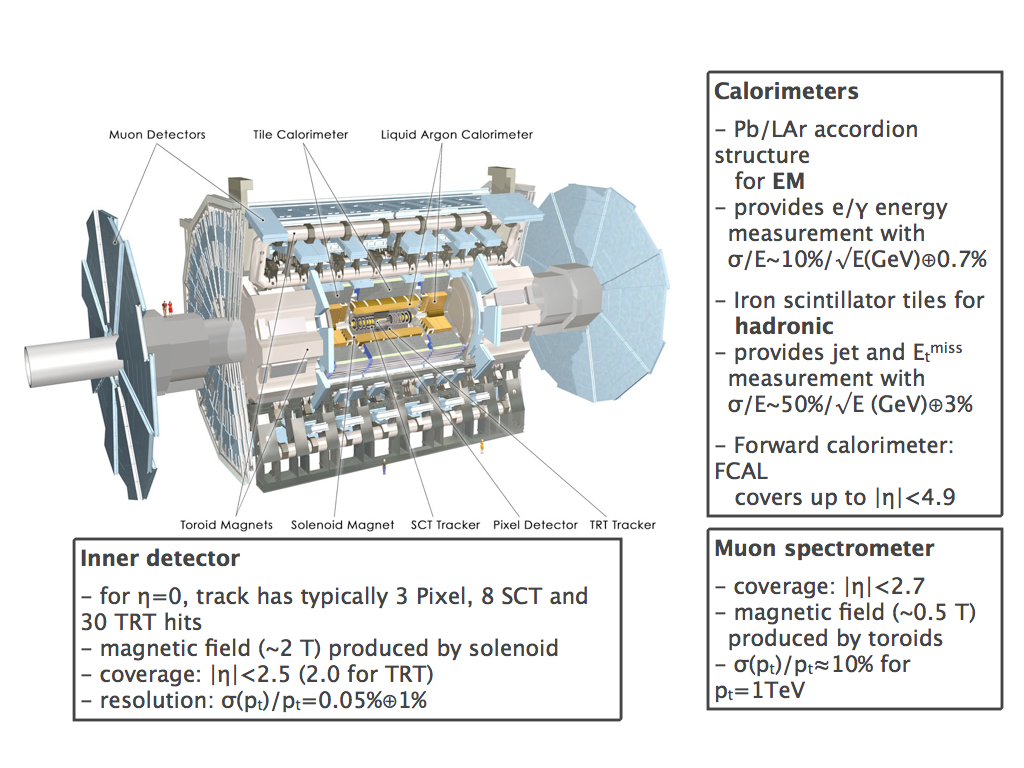 Muon Detectors Tile Calorimeter Liquid Argon Calorimeter
Toroid Magnets Solenoid Magnet SCT Tracker Pixel Detector TRT Tracker
Inner detector
– for η=0, track has typically 3 Pixel, 8 SCT and
30 TRT hits
– magnetic field (~2 T) produced by solenoid
– coverage: |η|<2.5 (2.0 for TRT)
– resolution: σ(pₜ)/pₜ=0.05%⊕1%
Calorimeters
– Pb/LAr accordion
structure
for EM
– provides e/γ energy
measurement with
σ/E~10%/√E(GeV)⊕0.7%
– Iron scintillator tiles for
hadronic
– provides jet and Eₜᵐⁱˢˢ
measurement with
σ/E~50%/√E (GeV)⊕3%
– Forward calorimeter:
FCAL
covers up to |η|<4.9
Muon spectrometer
– coverage: |η|<2.7
– magnetic field (~0.5 T)
produced by toroids
– σ(pₜ)/pₜ≈10% for
pₜ=1TeV